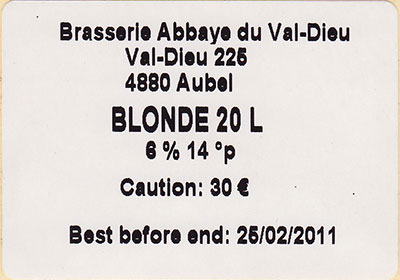 Brasserie Abbaye du Val-Dieu
Val-Dieu 225
4880 Aubel
BLONDE 20 L
6 % 14 °p
Caution: 30 €
Best before end: 25/02/2011